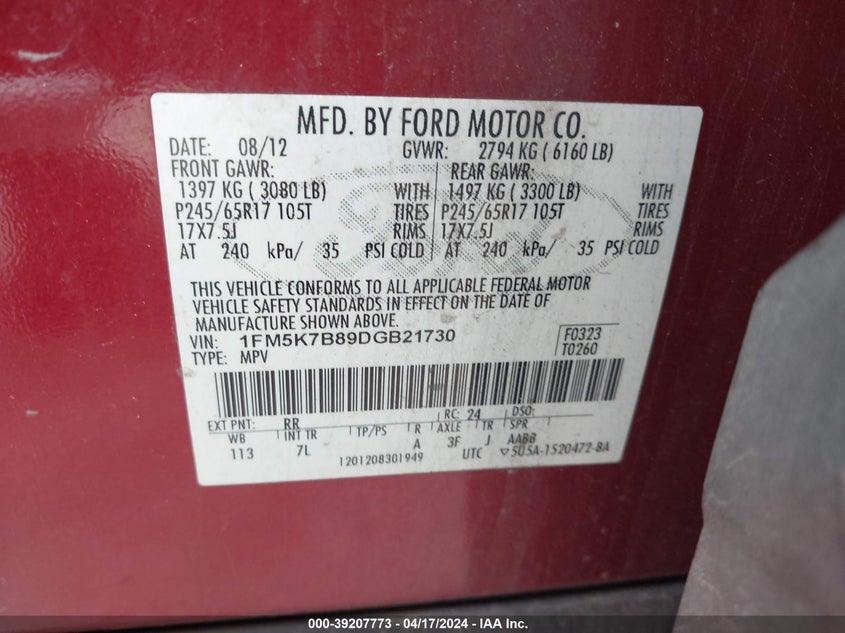 MFD. BY FORD MOTOR CO.
DATE: 08/12 GVWR: 2794 KG ( 6160 LB)
FRONT GAWR: REAR GAWR:
1397 KG ( 3080 LB) WITH 1497 KG ( 3300 LB) WITH
P245/65R17 105T TIRES P245/65R17 105T TIRES
17X7.5J RIMS 17X7.5J RIMS
AT 240 kPa/ 35 PSI COLD AT 240 kPa/ 35 PSI COLD
THIS VEHICLE CONFORMS TO ALL APPLICABLE FEDERAL MOTOR
VEHICLE SAFETY STANDARDS IN EFFECT ON THE DATE OF
MANUFACTURE SHOWN ABOVE.
VIN: 1FM5K7B89DGB21730 F0323
TYPE: MPV T0260
EXT PNT: RR RC: 24 DSO:
WB INT TR TP/PS R AXLE TR SPR
113 7L A 3F J AABB
1201208301949 UTC ▽5U5A-1520472-BA
000-39207773 - 04/17/2024 - IAA Inc.